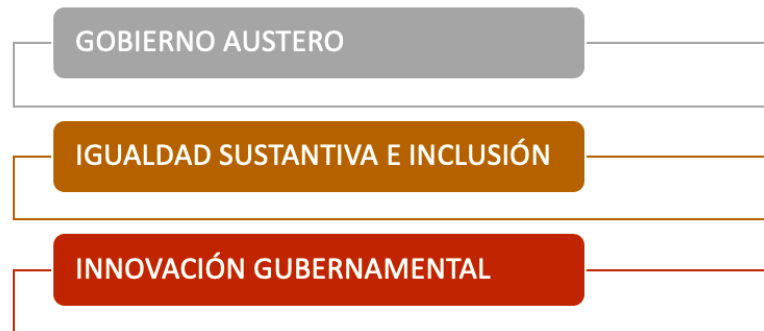 GOBIERNO AUSTERO
IGUALDAD SUSTANTIVA E INCLUSIÓN
INNOVACIÓN GUBERNAMENTAL